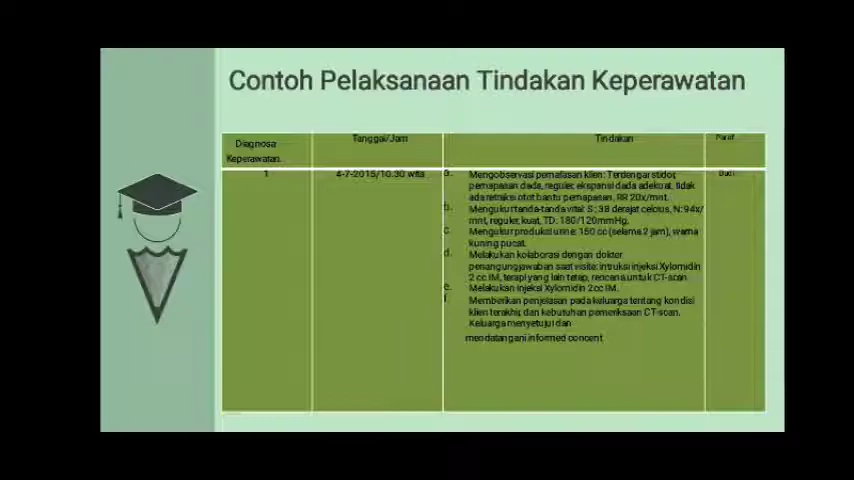 Contoh Pelaksanaan Tindakan Keperawatan
Diagnosa Keperawatan
Tanggal/Jam
Tindakan
Paraf
1
4-7-2015/10.30 wita
a. Mengobservasi pernafasan klien: Terdengar stidor,
pernapasan dada, reguler, ekspansi dada adekuat, tidak
ada retraksi otot bantu pernapasan, RR 20x/mnt.
b. Mengukur tanda-tanda vital: S: 38 derajat celcius, N: 94x/
mnt, reguler, kuat, TD: 180/120mmHg.
c. Mengukur produksi urine: 150 cc (selama 2 jam), warna
kuning pucat.
d. Melakukan kolaborasi dengan dokter
penangungjawaban saat visite: intruksi injeksi Xylomidin
2 cc IM, terapi yang lain tetap, rencana untuk CT-scan.
e. Melakukan injeksi Xylomidin 2cc IM.
f. Memberikan penjelasan pada keluarga tentang kondisi
klien terakhir, dan kebutuhan pemeriksaan CT-scan.
Keluarga menyetujui dan
mendatangani informed concent